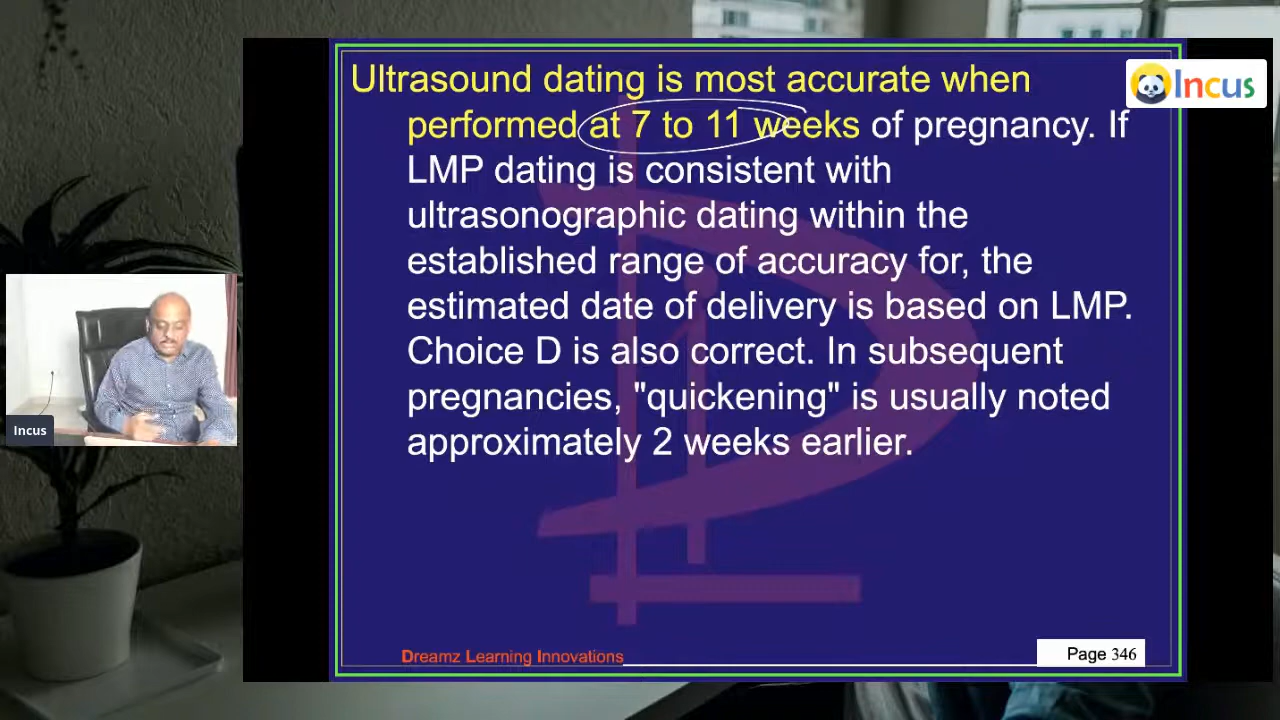 Ultrasound dating is most accurate when
performed at 7 to 11 weeks of pregnancy. If
LMP dating is consistent with
ultrasonographic dating within the
established range of accuracy for, the
estimated date of delivery is based on LMP.
Choice D is also correct. In subsequent
pregnancies, "quickening" is usually noted
approximately 2 weeks earlier.
Incus
Incus
Dreamz Learning Innovations
Page 346